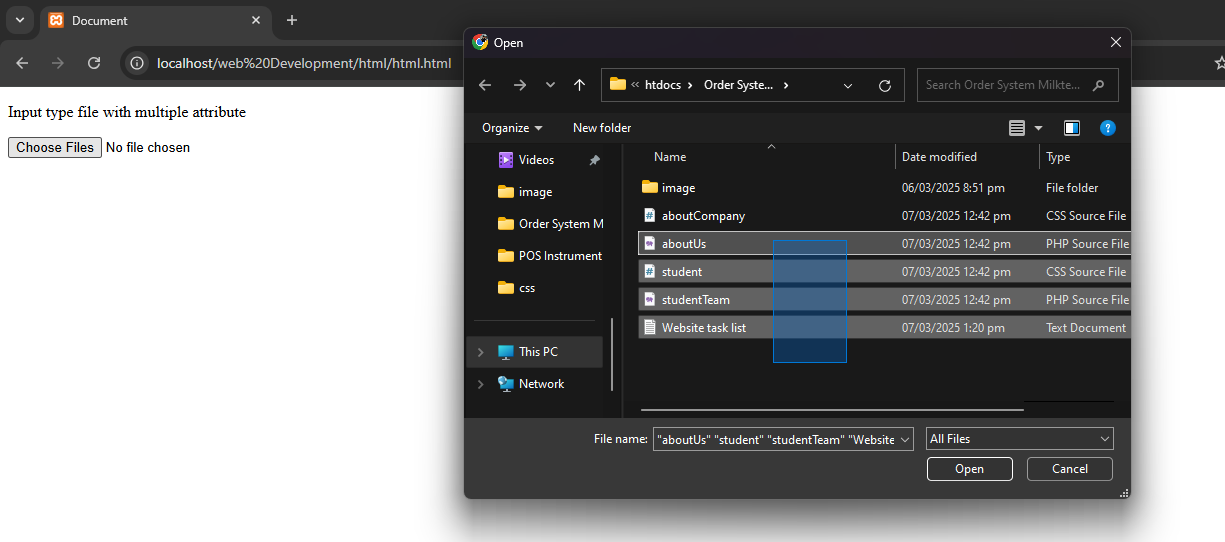 Document
localhost/web%20Development/html/html.html
Input type file with multiple attribute
Choose Files No file chosen
Open
htdocs Order Syste...
Search Order System Milkte...
Organize New folder
Videos
image
Order System M
POS Instrument
css
This PC
Network
Name Date modified Type
image 06/03/2025 8:51 pm File folder
aboutCompany 07/03/2025 12:42 pm CSS Source File
aboutUs 07/03/2025 12:42 pm PHP Source File
student 07/03/2025 12:42 pm CSS Source File
studentTeam 07/03/2025 12:42 pm PHP Source File
Website task list 07/03/2025 1:20 pm Text Document
File name: "aboutUs" "student" "studentTeam" "Website All Files
Open Cancel